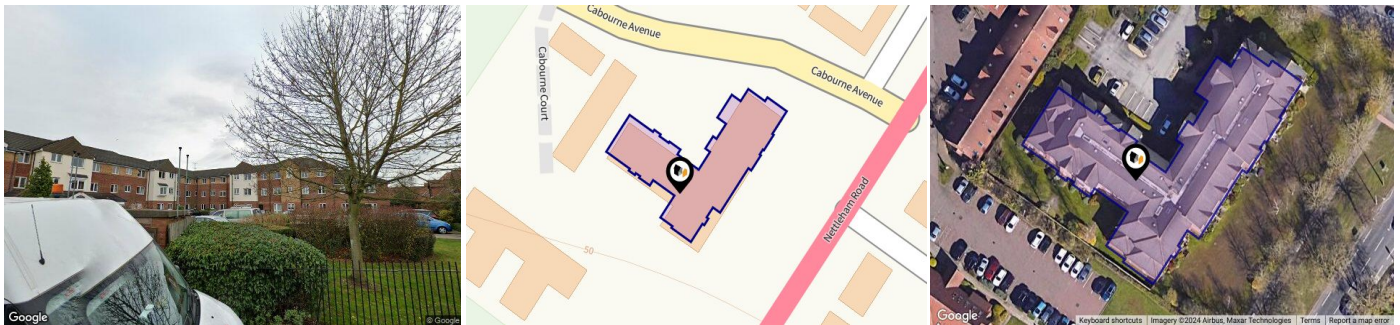 Google
© Google
Cabourne Avenue
Cabourne Court
Cabourne Avenue
Nettleham Road
50
Google
Keyboard shortcuts
Imagery ©2024 Airbus, Maxar Technologies
Terms
Report a map error